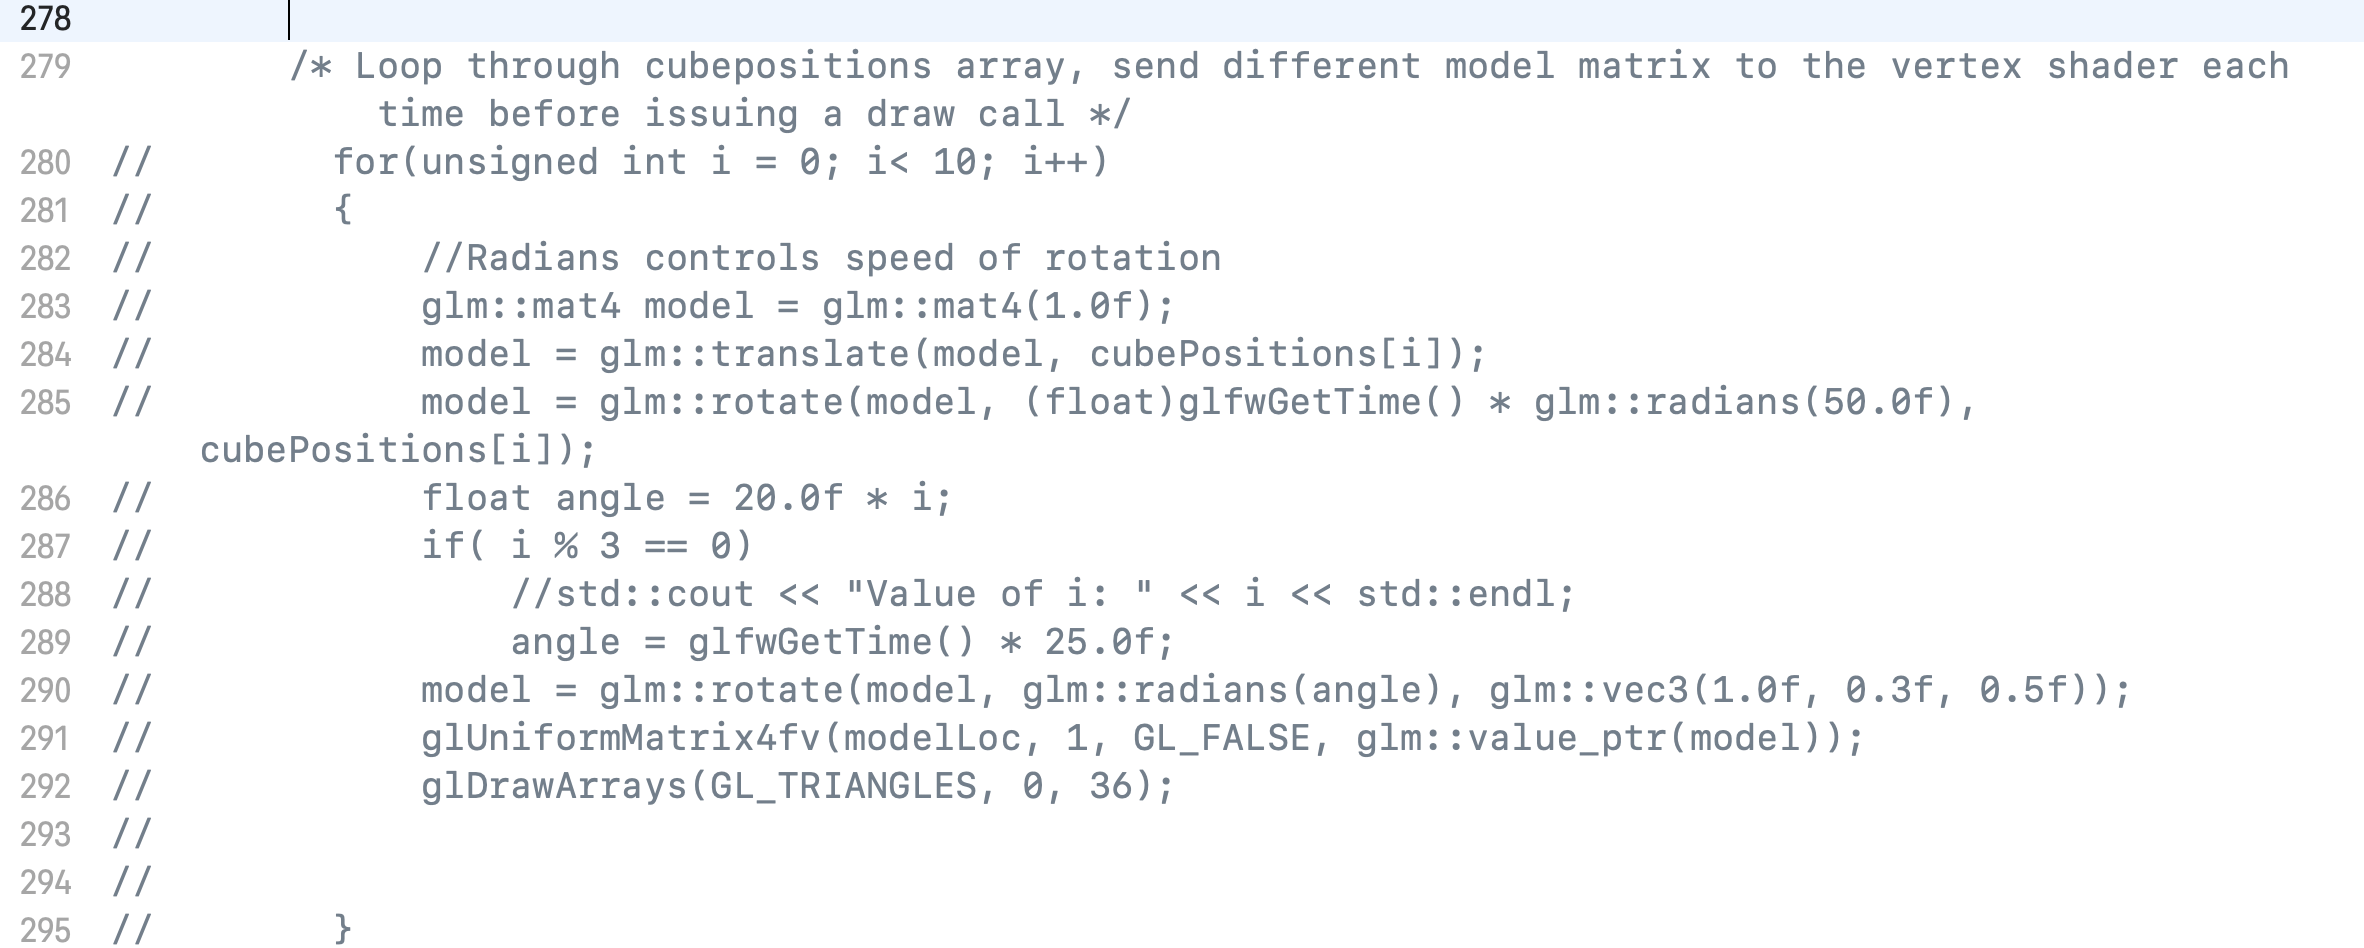 278
279 /* Loop through cubepositions array, send different model matrix to the vertex shader each
time before issuing a draw call */
280 // for(unsigned int i = 0; i< 10; i++)
281 // {
282 // //Radians controls speed of rotation
283 // glm::mat4 model = glm::mat4(1.0f);
284 // model = glm::translate(model, cubePositions[i]);
285 // model = glm::rotate(model, (float)glfwGetTime() * glm::radians(50.0f),
cubePositions[i]);
286 // float angle = 20.0f * i;
287 // if( i % 3 == 0)
288 // //std::cout << "Value of i: " << i << std::endl;
289 // angle = glfwGetTime() * 25.0f;
290 // model = glm::rotate(model, glm::radians(angle), glm::vec3(1.0f, 0.3f, 0.5f));
291 // glUniformMatrix4fv(modelLoc, 1, GL_FALSE, glm::value_ptr(model));
292 // glDrawArrays(GL_TRIANGLES, 0, 36);
293 //
294 //
295 // }